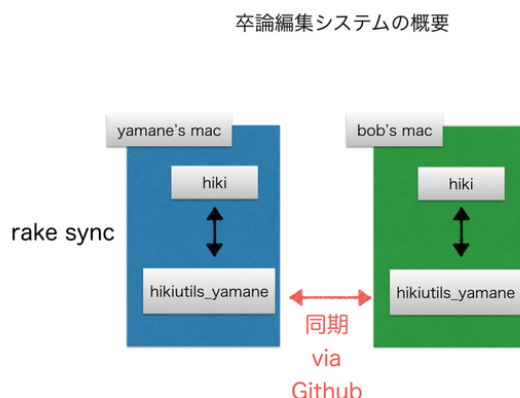 卒論編集システムの概要
yamane's mac
bob's mac
hiki
hiki
rake sync
hikiutils_yamane
hikiutils_yamane
同期
via
Github